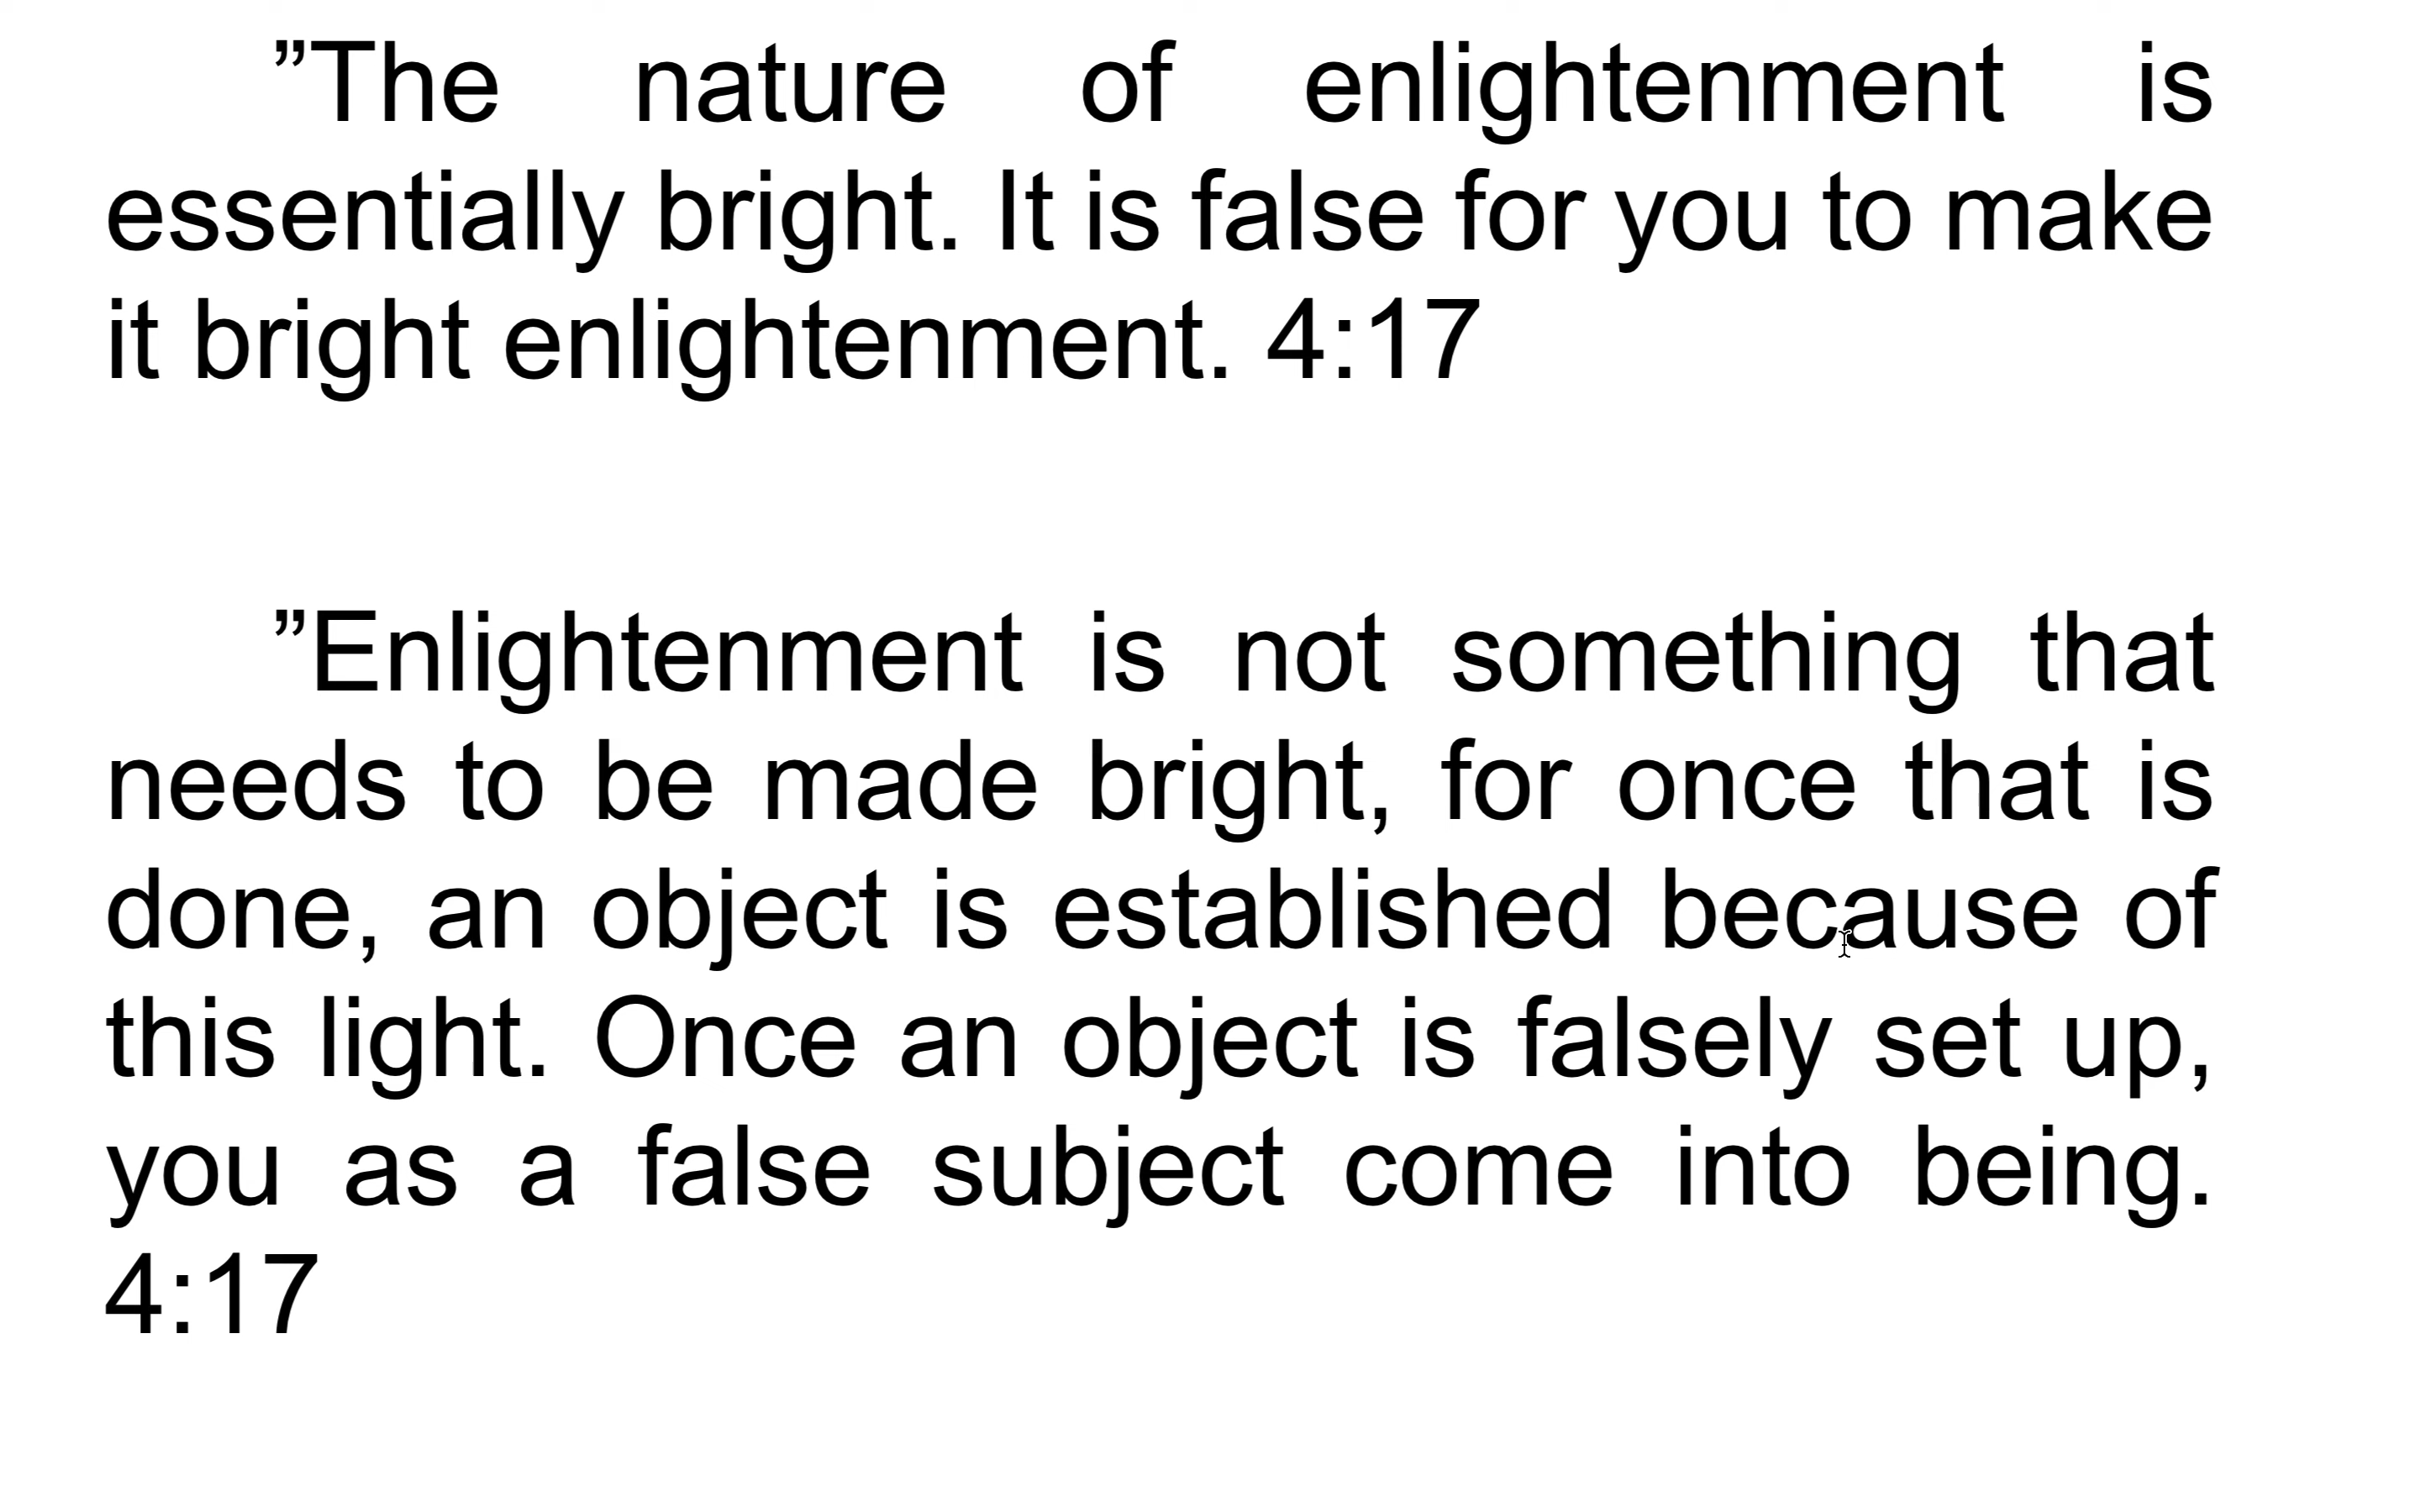 ”The nature of enlightenment is
essentially bright. It is false for you to make
it bright enlightenment. 4:17
”Enlightenment is not something that
needs to be made bright, for once that is
done, an object is established because of
this light. Once an object is falsely set up,
you as a false subject come into being.
4:17